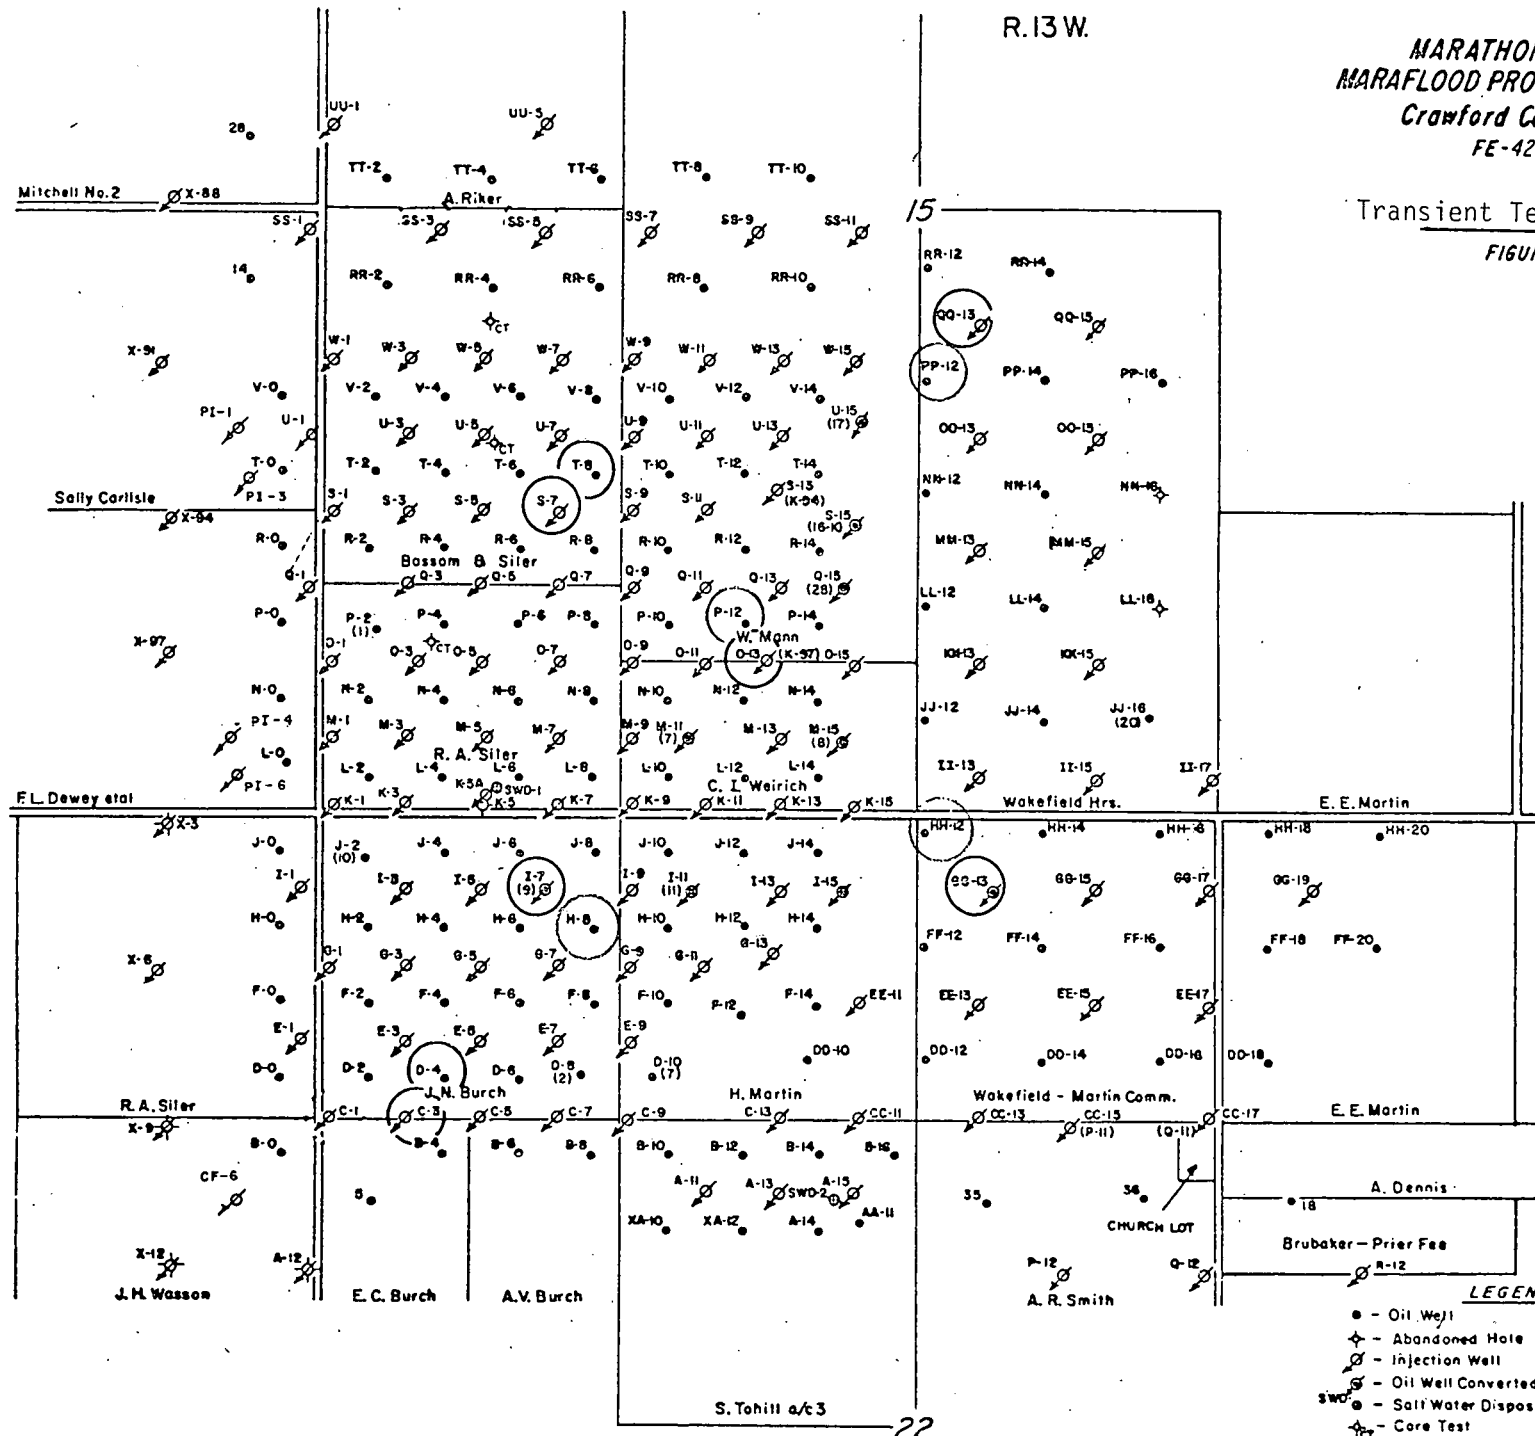 R.13 W.
MARATHON
MARAFLOOD PRO
Crawford C
FE-42
Transient Te
FIGU
UU-1 UU-5
28
TT-2 TT-4 TT-6 TT-8 TT-10
Mitchell No.2 X-88
A. Riker
15
SS-1 SS-3 SS-5 SS-7 SS-9 SS-11
RR-12 RR-14
14 RR-2 RR-4 RR-6 RR-8 RR-10
CT
QQ-13 QQ-15
X-91 W-1 W-3 W-5 W-7 W-9 W-11 W-13 W-15
PP-12 PP-14 PP-16
V-0 V-2 V-4 V-6 V-8 V-10 V-12 V-14
PI-1 U-1 U-3 U-5 U-7 U-9 U-11 U-13 U-15
(17)
CT
OO-13 OO-15
T-0 T-2 T-4 T-6 T-8 T-10 T-12 T-14
PI-3
NN-12 NN-14 NN-16
Sally Carlisle
X-94 S-1 S-3 S-5 S-7 S-9 S-11 S-13
(K-94)
S-15
(16-K)
R-0 R-2 R-4 R-6 R-8 R-10 R-12 R-14
MM-13 MM-15
Bossom & Siler
Q-1 Q-3 Q-5 Q-7 Q-9 Q-11 Q-13 Q-15
(28)
LL-12 LL-14 LL-16
P-0 P-2 P-4 P-6 P-8 P-10 P-12 P-14
(1)
CT
W. Mann
X-97 O-1 O-3 O-5 O-7 O-9 O-11 O-13 (K-97) O-15
KK-13 KK-15
N-0 N-2 N-4 N-6 N-8 N-10 N-12 N-14
JJ-12 JJ-14 JJ-16
(20)
PI-4 M-1 M-3 M-5 M-7 M-9 M-11 M-13 M-15
(7) (8)
R. A. Siler
L-0 L-2 L-4 L-6 L-8 L-10 L-12 L-14
PI-6
K-5A SWD-1
C. L. Weirich
II-13 II-15 II-17
F.L. Dewey etal
K-1 K-3 K-5 K-7 K-9 K-11 K-13 K-15
Wakefield Hrs.
E. E. Martin
X-3
HH-12 HH-14 HH-16 HH-18 HH-20
J-0 J-2 J-4 J-6 J-8 J-10 J-12 J-14
(10)
I-1 I-3 I-5 I-7 I-9 I-11 I-13 I-15
(9) (11)
GG-13 GG-15 GG-17 GG-19
H-0 H-2 H-4 H-6 H-8 H-10 H-12 H-14
FF-12 FF-14 FF-16 FF-18 FF-20
X-6 G-1 G-3 G-5 G-7 G-9 G-11 G-13
F-0 F-2 F-4 F-6 F-8 F-10 F-12 F-14
EE-11 EE-13 EE-15 EE-17
E-1 E-3 E-5 E-7 E-9
D-0 D-2 D-4 D-6 D-8 D-10
(2) (7)
DD-10 DD-12 DD-14 DD-16 DD-18
R. A. Siler
J. N. Burch
H. Martin
Wakefield - Martin Comm.
E. E. Martin
X-9 C-1 C-3 C-5 C-7 C-9 C-13 CC-11 CC-13 CC-15 CC-17
(P-11) (Q-11)
B-0 B-4 B-6 B-8 B-10 B-12 B-14 B-16
CF-6 5
A-11 A-13 SWD-2 A-15
35 36
A. Dennis
18
XA-10 XA-12 A-14 AA-11
CHURCH LOT
Brubaker - Prier Fee
X-12 A-12
P-12 Q-12 R-12
J. H. Wasson
E. C. Burch
A.V. Burch
A. R. Smith
LEGEN
- Oil Well
- Abandoned Hole
- Injection Well
- Oil Well Converted
SWD - Salt Water Dispos
CT - Core Test
S. Tohill a/c 3
22